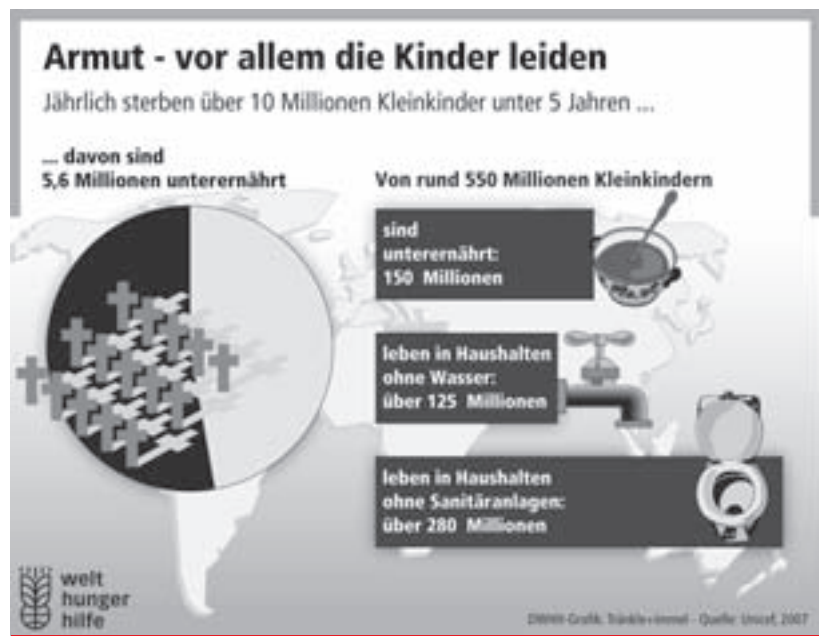 Armut - vor allem die Kinder leiden
Jährlich sterben über 10 Millionen Kleinkinder unter 5 Jahren ...
... davon sind
5,6 Millionen unterernährt
Von rund 550 Millionen Kleinkindern
sind
unterernährt:
150 Millionen
leben in Haushalten
ohne Wasser:
über 125 Millionen
leben in Haushalten
ohne Sanitäranlagen:
über 280 Millionen
welt
hunger
hilfe
Grafik: - Quelle: Unicef, 2007